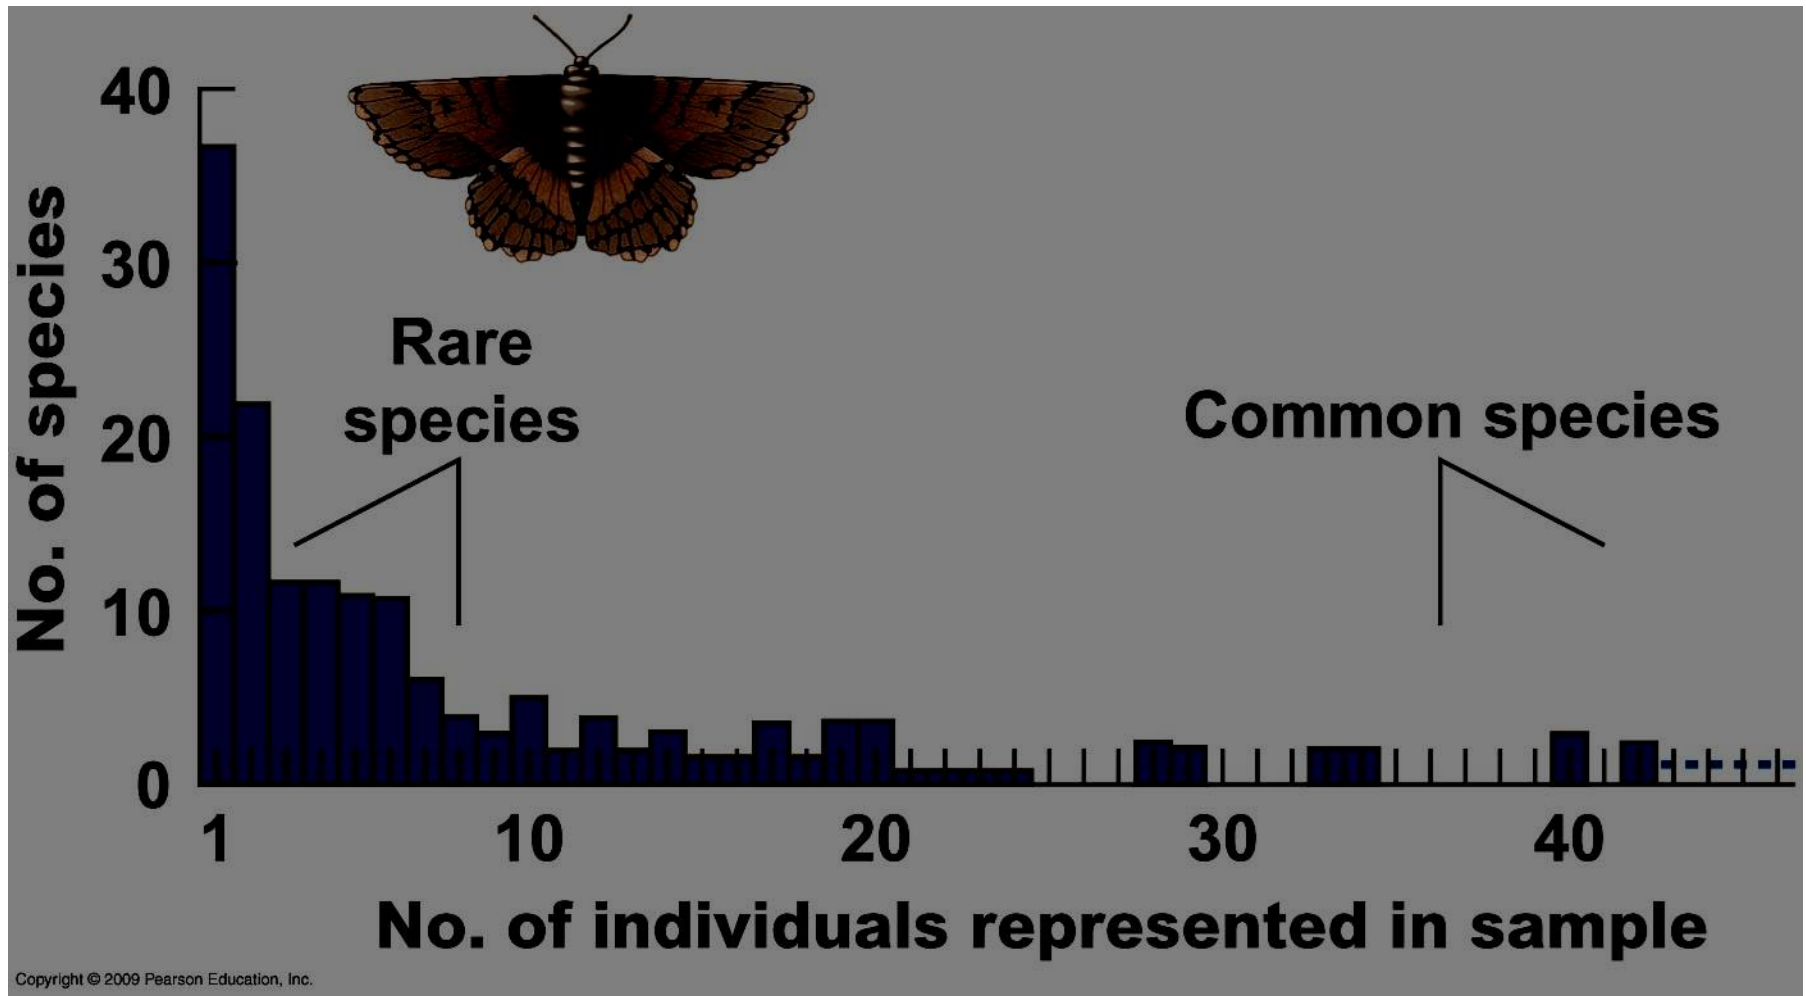 40
30
20
10
0
No. of species
Rare
species
Common species
1 10 20 30 40
No. of individuals represented in sample
Copyright © 2009 Pearson Education, Inc.